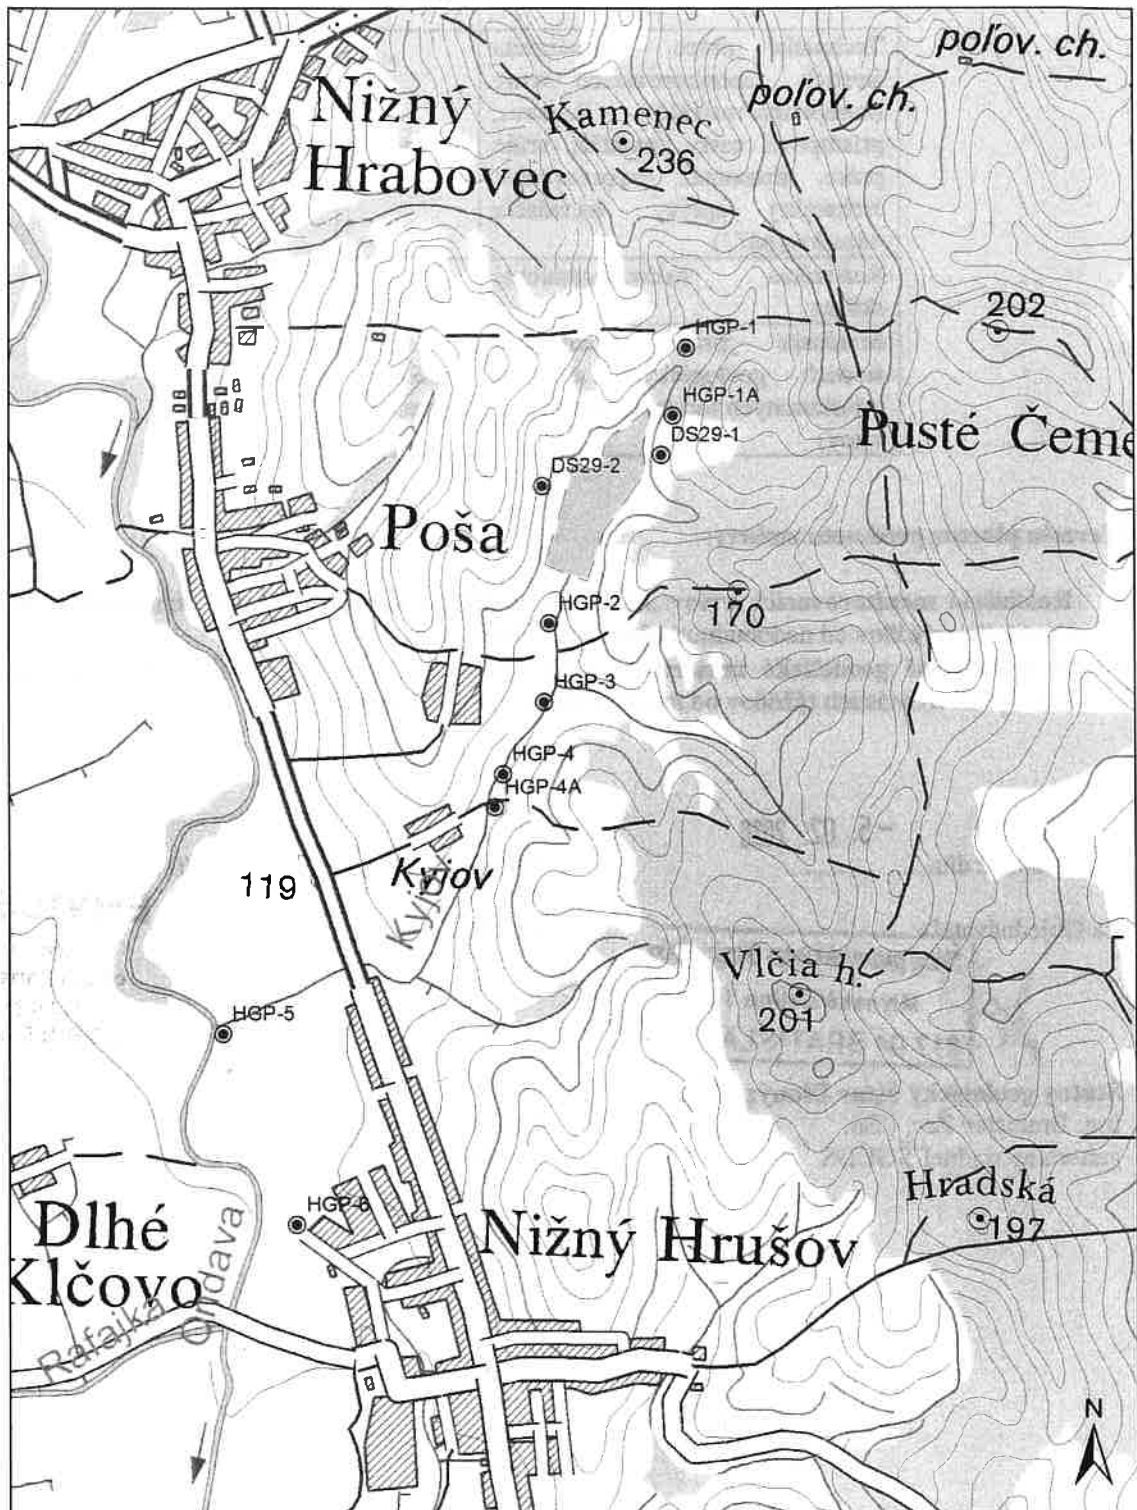 poľov. ch.
poľov. ch.
Nižný
Hrabovec
Kamenec
236
202
HGP-1
HGP-1A
DS29-1
Pusté Čeme
DS29-2
Poša
HGP-2
170
HGP-3
HGP-4
HGP-4A
119
Kyjov
Vlčia h.
201
HGP-5
Hradská
197
HGP-6
Dlhé
Klčovo
Nižný Hrušov
Ondava
Rafajka
N